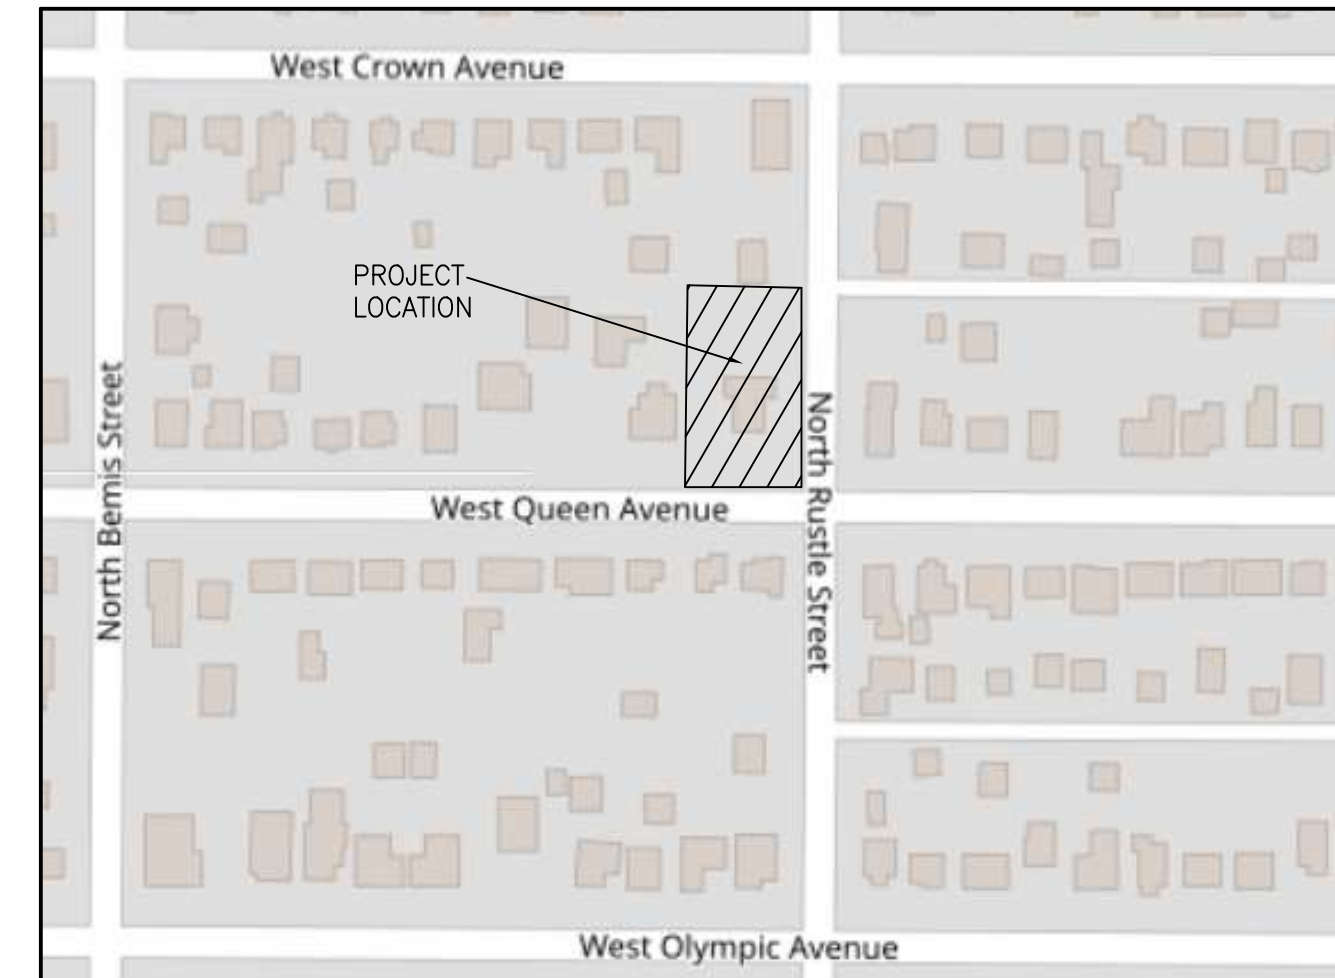 West Crown Avenue
PROJECT
LOCATION
North Bemis Street
North Rustle Street
West Queen Avenue
West Olympic Avenue